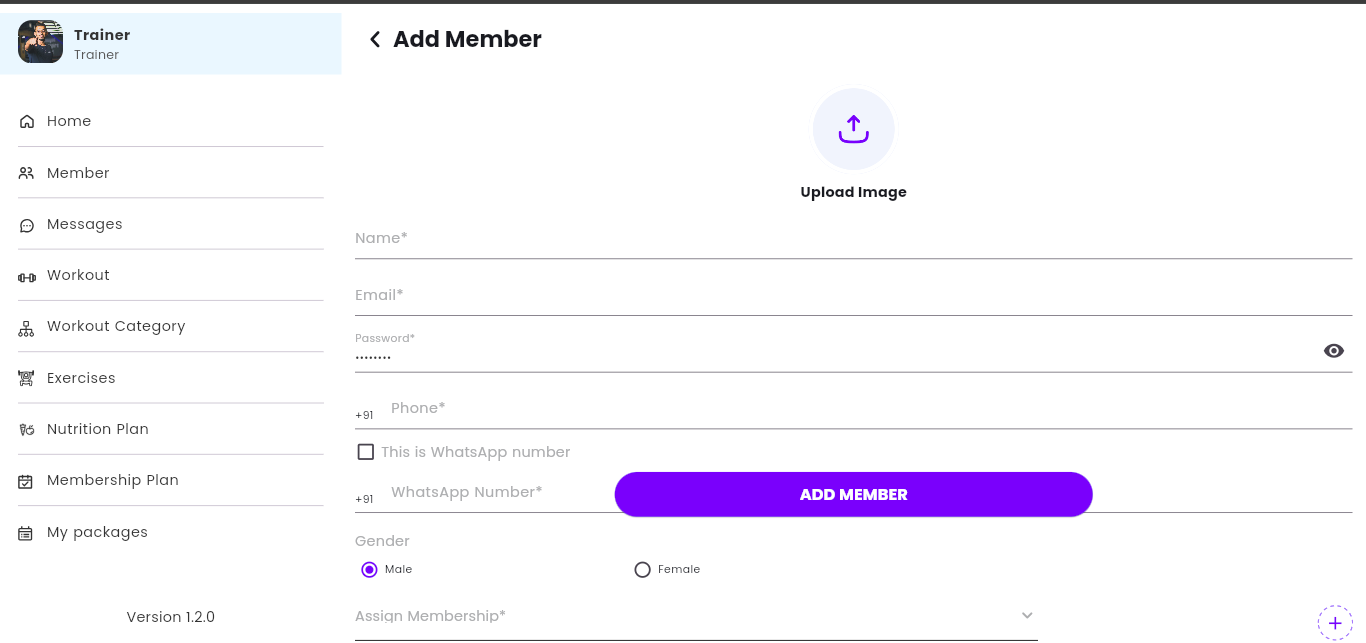 Trainer
Trainer
Home
Member
Messages
Workout
Workout Category
Exercises
Nutrition Plan
Membership Plan
My packages
Version 1.2.0
Add Member
Upload Image
Name*
Email*
Password*
••••••••
+91 Phone*
This is WhatsApp number
+91 WhatsApp Number*
ADD MEMBER
Gender
Male Female
Assign Membership*